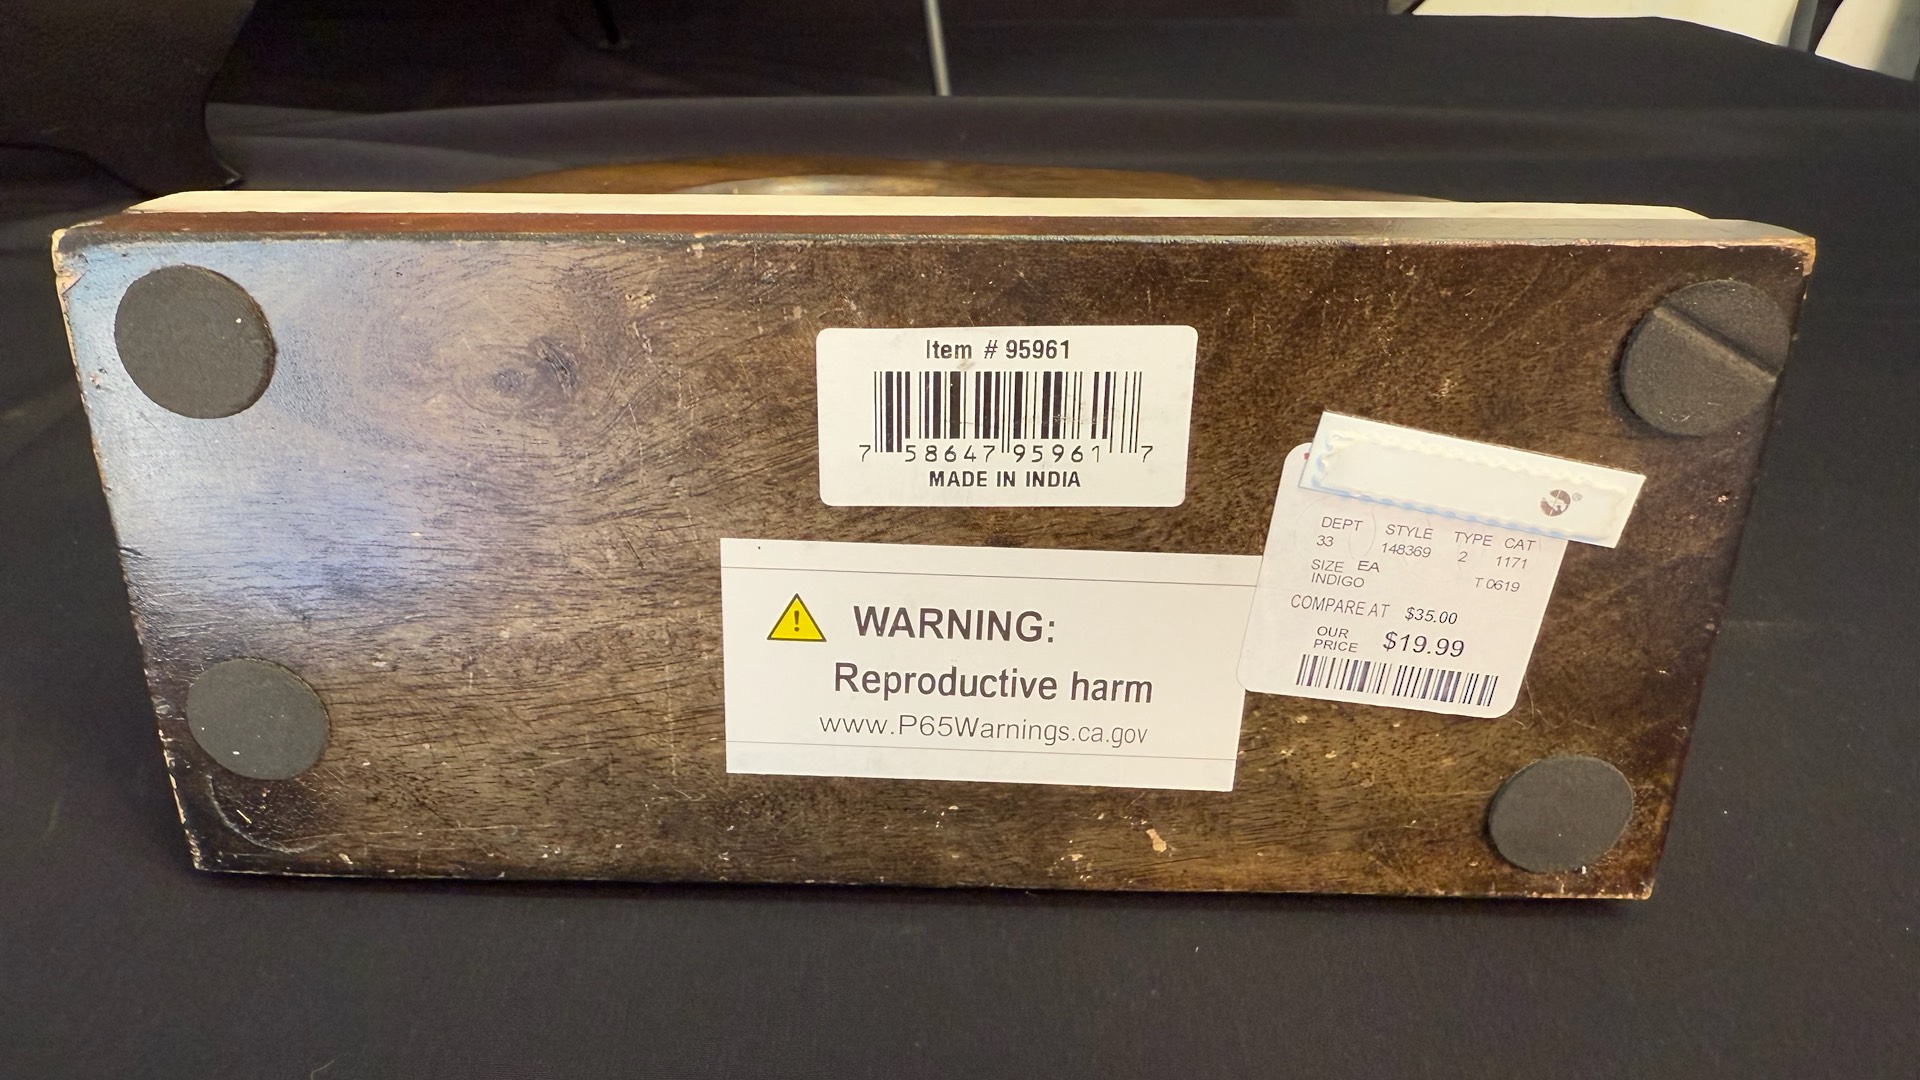 Item # 95961
7 58647 95961 7
MADE IN INDIA
WARNING:
Reproductive harm
www.P65Warnings.ca.gov
DEPT STYLE TYPE CAT
33 148369 2 1171
SIZE EA
INDIGO T 0619
COMPARE AT $35.00
OUR PRICE $19.99